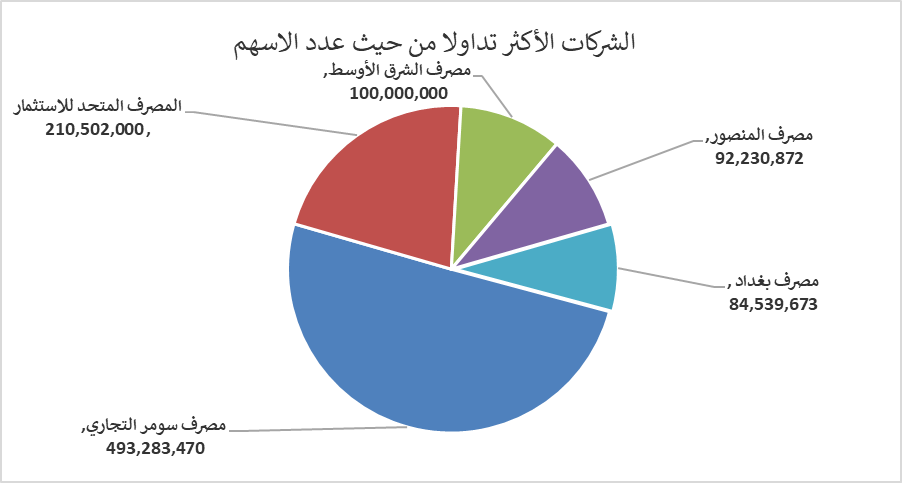 الشركات الأكثر تداولا من حيث عدد الاسهم
مصرف الشرق الأوسط,
100,000,000
المصرف المتحد للاستثمار
, 210,502,000
مصرف المنصور,
92,230,872
مصرف بغداد ,
84,539,673
مصرف سومر التجاري,
493,283,470